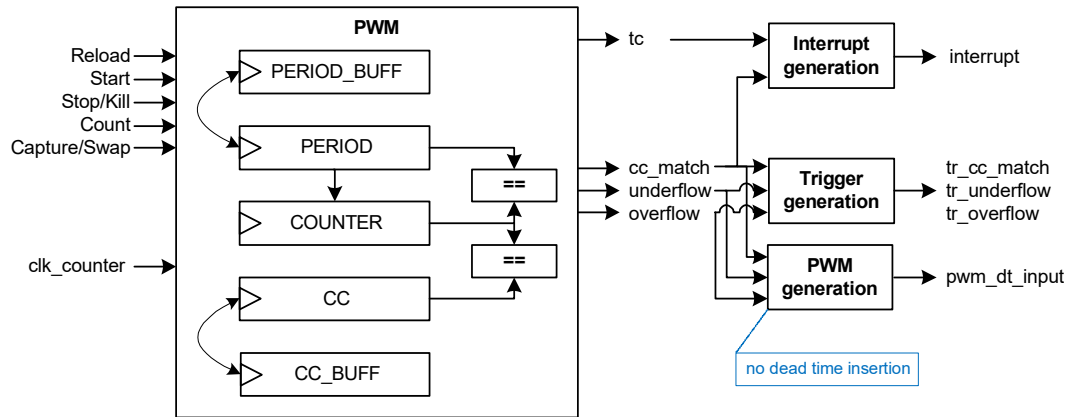 PWM
Reload
Start
Stop/Kill
Count
Capture/Swap
clk_counter
PERIOD_BUFF
PERIOD
COUNTER
CC
CC_BUFF
==
==
tc
cc_match
underflow
overflow
Interrupt
generation
interrupt
Trigger
generation
tr_cc_match
tr_underflow
tr_overflow
PWM
generation
pwm_dt_input
no dead time insertion